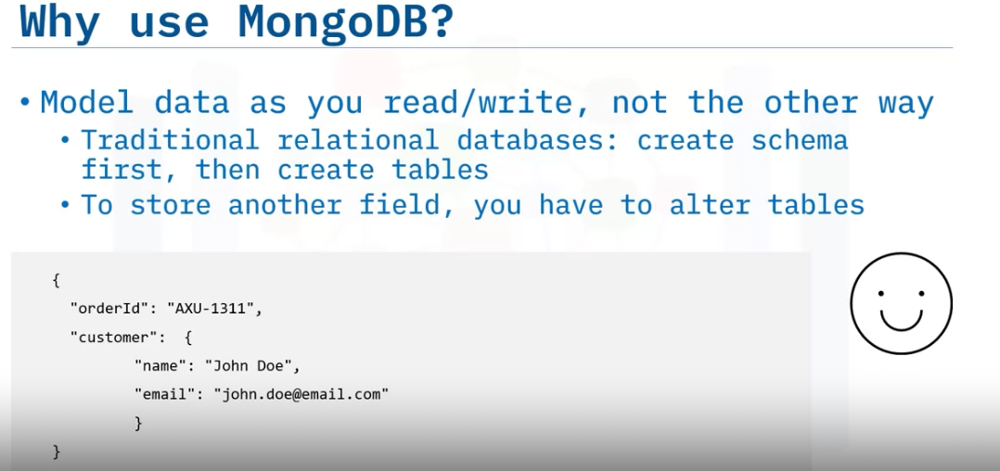 Why use MongoDB?
• Model data as you read/write, not the other way
• Traditional relational databases: create schema
first, then create tables
• To store another field, you have to alter tables
{
"orderId": "AXU-1311",
"customer": {
"name": "John Doe",
"email": "john.doe@email.com"
}
}